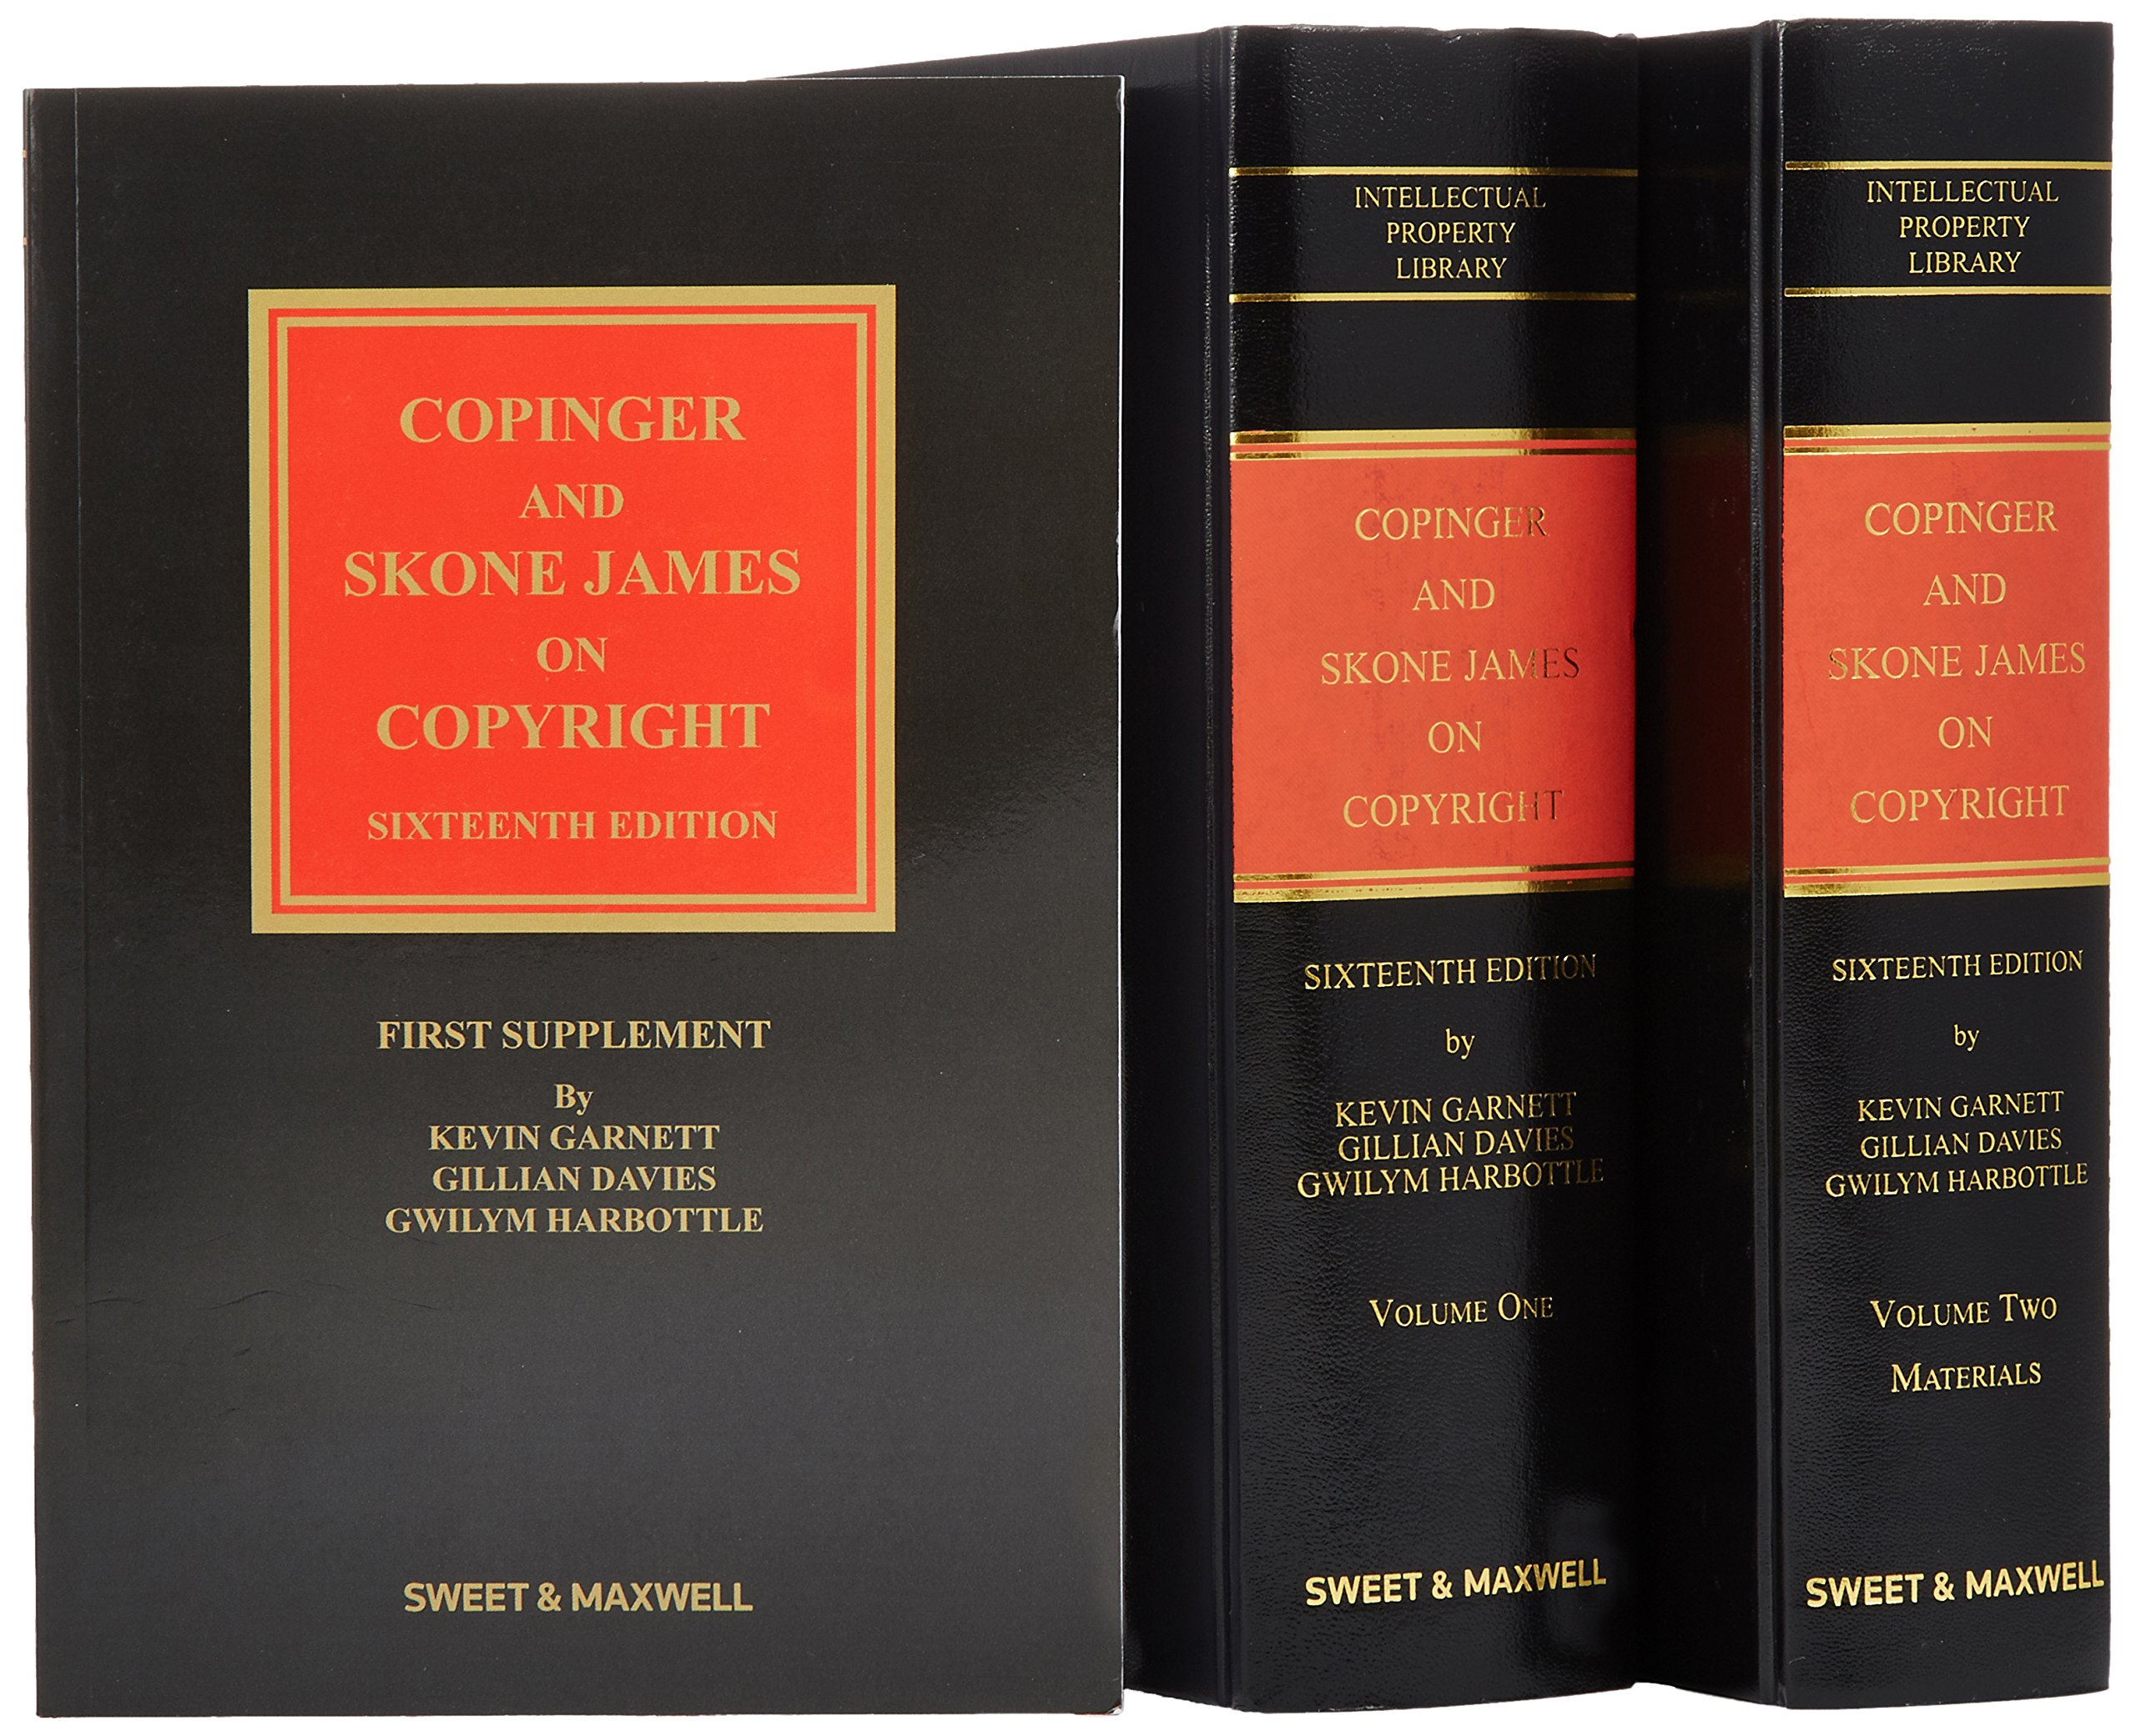 COPINGER
AND
SKONE JAMES
ON
COPYRIGHT
SIXTEENTH EDITION
FIRST SUPPLEMENT
By
KEVIN GARNETT
GILLIAN DAVIES
GWILYM HARBOTTLE
SWEET & MAXWELL
INTELLECTUAL
PROPERTY
LIBRARY
COPINGER
AND
SKONE JAMES
ON
COPYRIGHT
SIXTEENTH EDITION
by
KEVIN GARNETT
GILLIAN DAVIES
GWILYM HARBOTTLE
VOLUME ONE
SWEET & MAXWELL
INTELLECTUAL
PROPERTY
LIBRARY
COPINGER
AND
SKONE JAMES
ON
COPYRIGHT
SIXTEENTH EDITION
by
KEVIN GARNETT
GILLIAN DAVIES
GWILYM HARBOTTLE
VOLUME TWO
MATERIALS
SWEET & MAXWELL